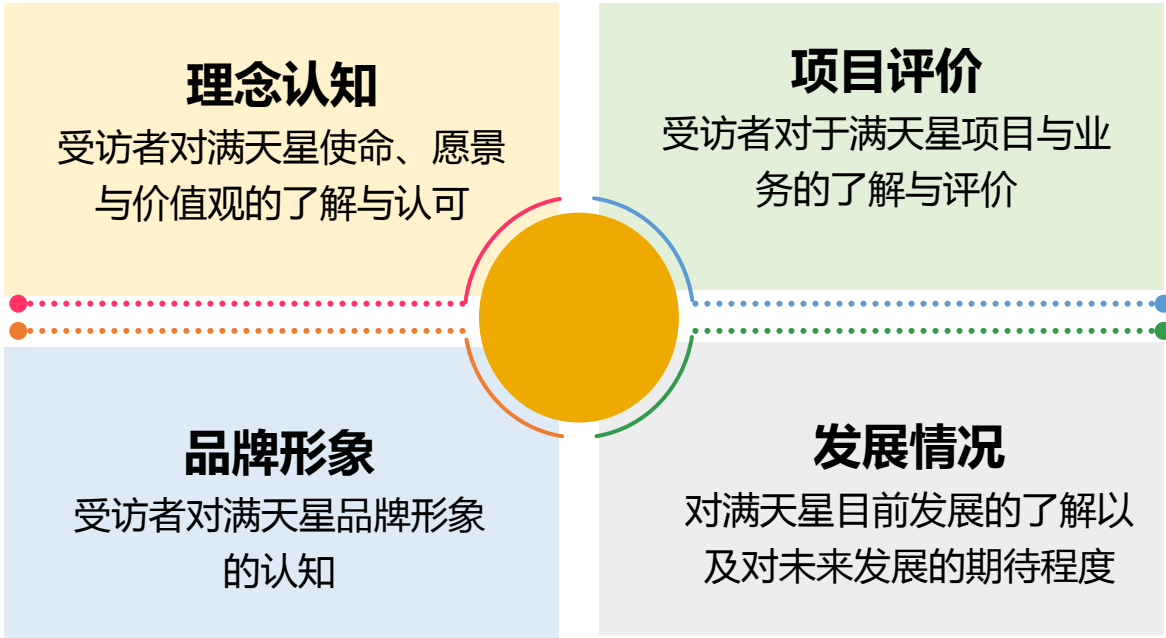 理念认知
受访者对满天星使命、愿景
与价值观的了解与认可
项目评价
受访者对于满天星项目与业
务的了解与评价
品牌形象
受访者对满天星品牌形象
的认知
发展情况
对满天星目前发展的了解以
及对未来发展的期待程度